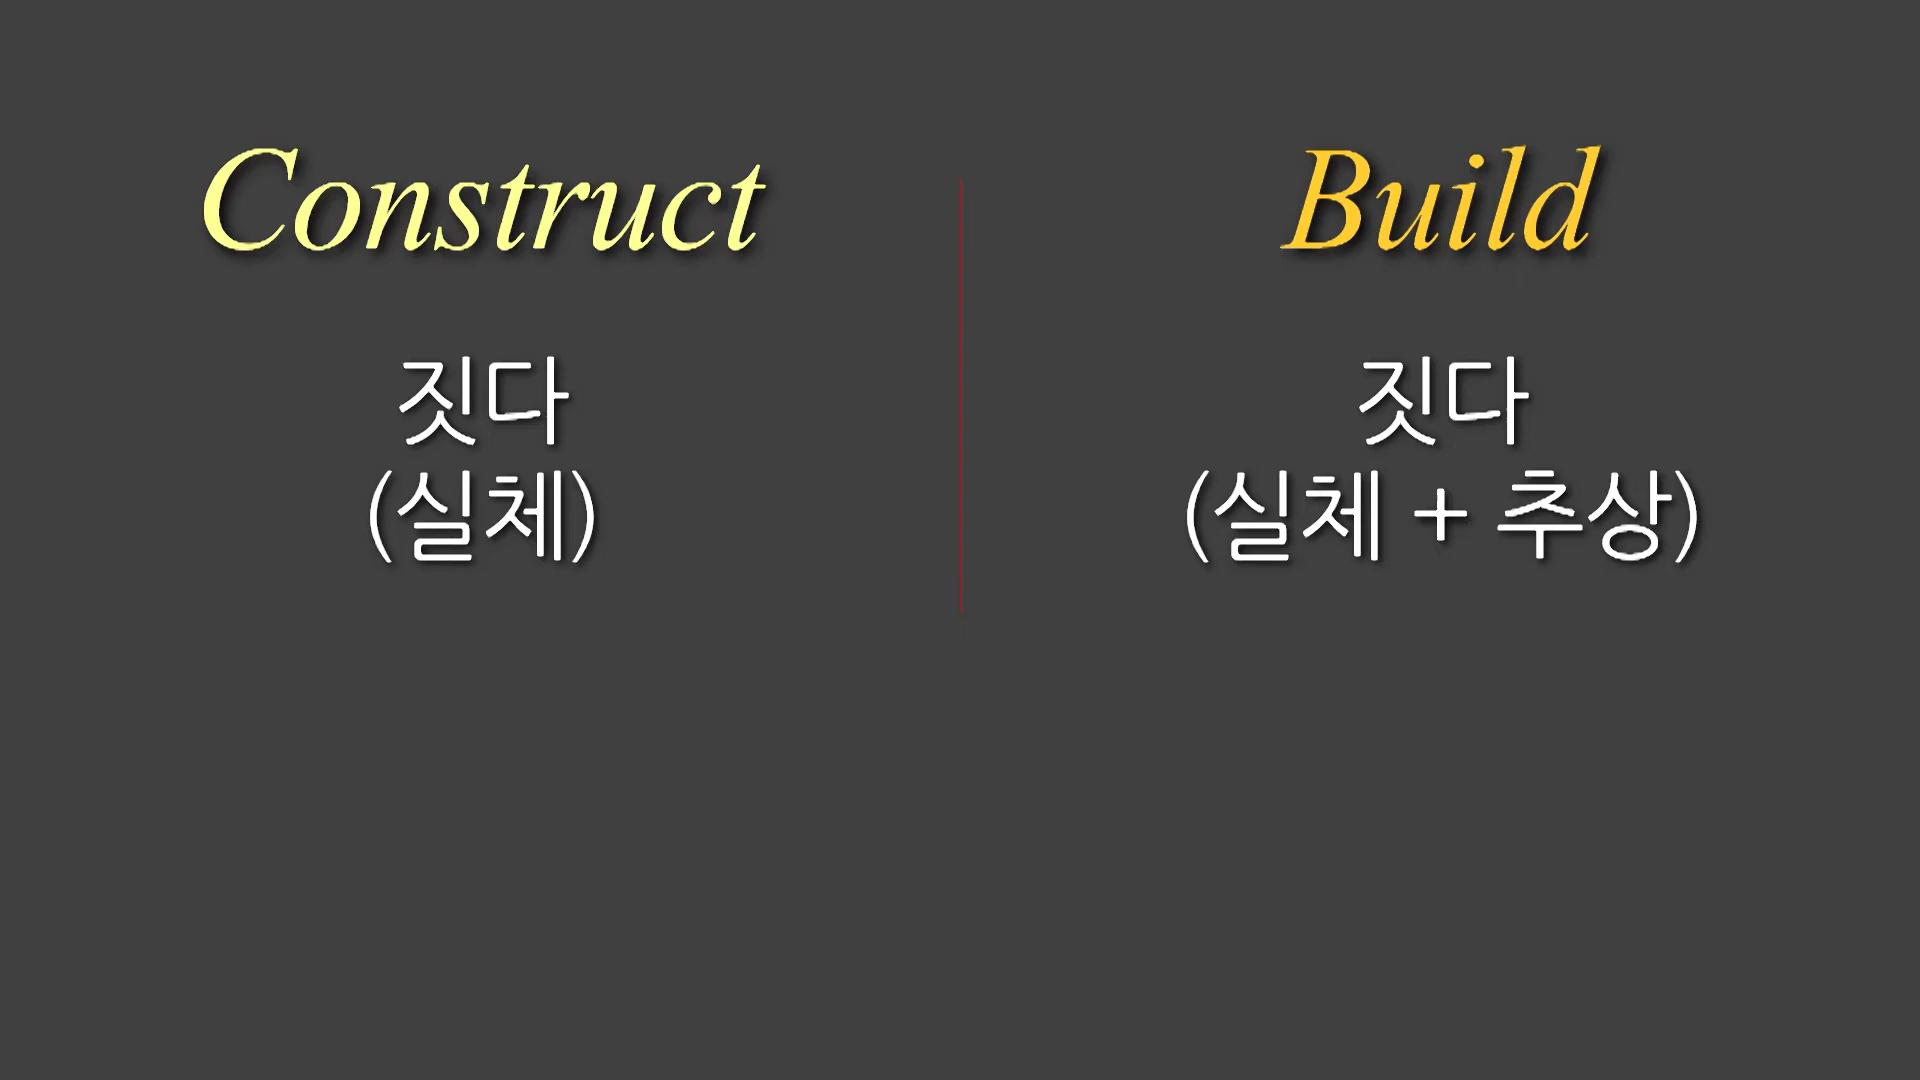 Construct
짓다
(실체)
Build
짓다
(실체 + 추상)